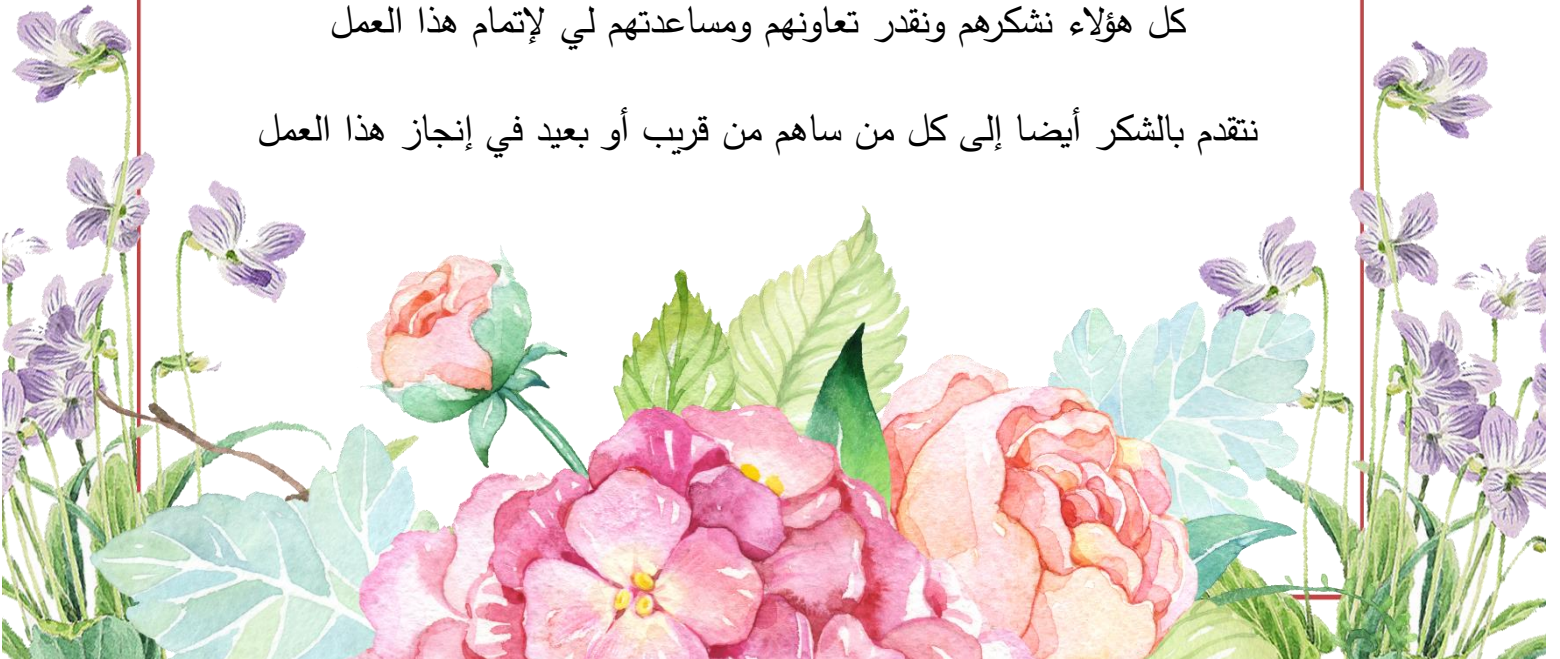 كل هؤلاء نشكرهم ونقدر تعاونهم ومساعدتهم لي لإتمام هذا العمل
نتقدم بالشكر أيضا إلى كل من ساهم من قريب أو بعيد في إنجاز هذا العمل